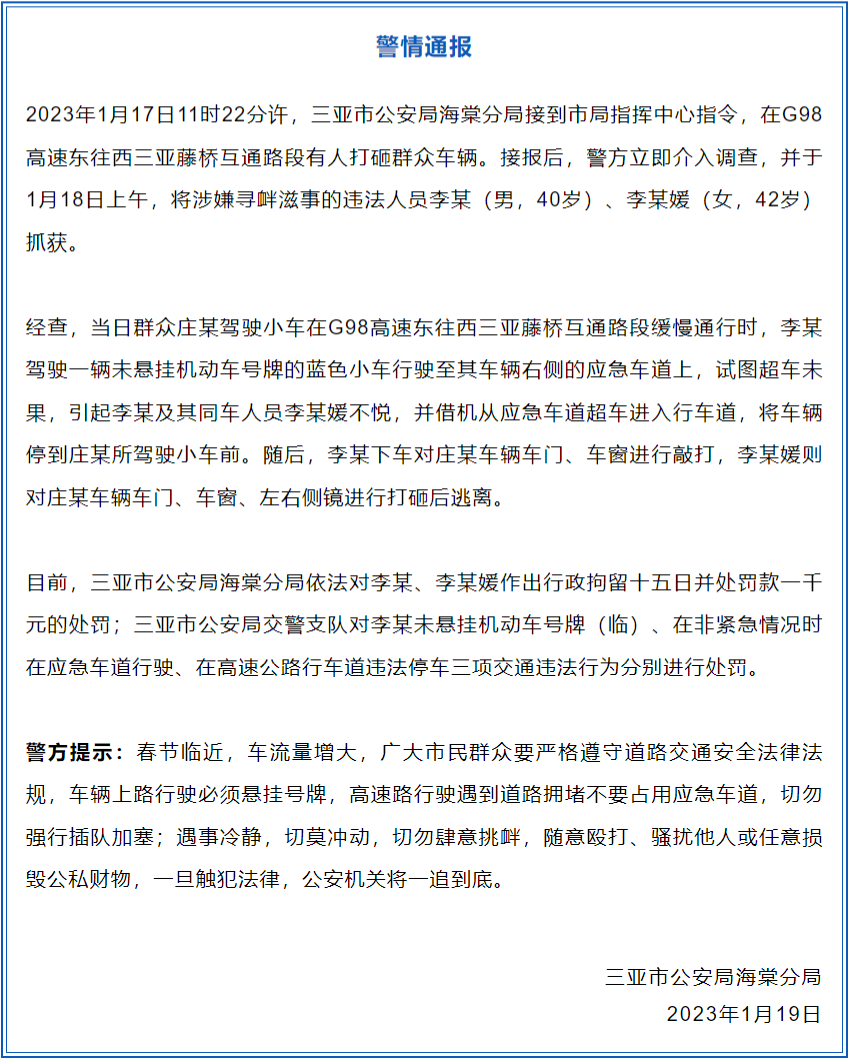 警情通报
2023年1月17日11时22分许，三亚市公安局海棠分局接到市局指挥中心指令，在G98
高速东往西三亚藤桥互通路段有人打砸群众车辆。接报后，警方立即介入调查，并于
1月18日上午，将涉嫌寻衅滋事的违法人员李某（男，40岁）、李某媛（女，42岁）
抓获。
经查，当日群众庄某驾驶小车在G98高速东往西三亚藤桥互通路段缓慢通行时，李某
驾驶一辆未悬挂机动车号牌的蓝色小车行驶至其车辆右侧的应急车道上，试图超车未
果，引起李某及其同车人员李某媛不悦，并借机从应急车道超车进入行车道，将车辆
停到庄某所驾驶小车前。随后，李某下车对庄某车辆车门、车窗进行敲打，李某媛则
对庄某车辆车门、车窗、左右侧镜进行打砸后逃离。
目前，三亚市公安局海棠分局依法对李某、李某媛作出行政拘留十五日并处罚款一千
元的处罚；三亚市公安局交警支队对李某未悬挂机动车号牌（临）、在非紧急情况时
在应急车道行驶、在高速公路行车道违法停车三项交通违法行为分别进行处罚。
警方提示：春节临近，车流量增大，广大市民群众要严格遵守道路交通安全法律法
规，车辆上路行驶必须悬挂号牌，高速路行驶遇到道路拥堵不要占用应急车道，切勿
强行插队加塞；遇事冷静，切莫冲动，切勿肆意挑衅，随意殴打、骚扰他人或任意损
毁公私财物，一旦触犯法律，公安机关将一追到底。
三亚市公安局海棠分局
2023年1月19日